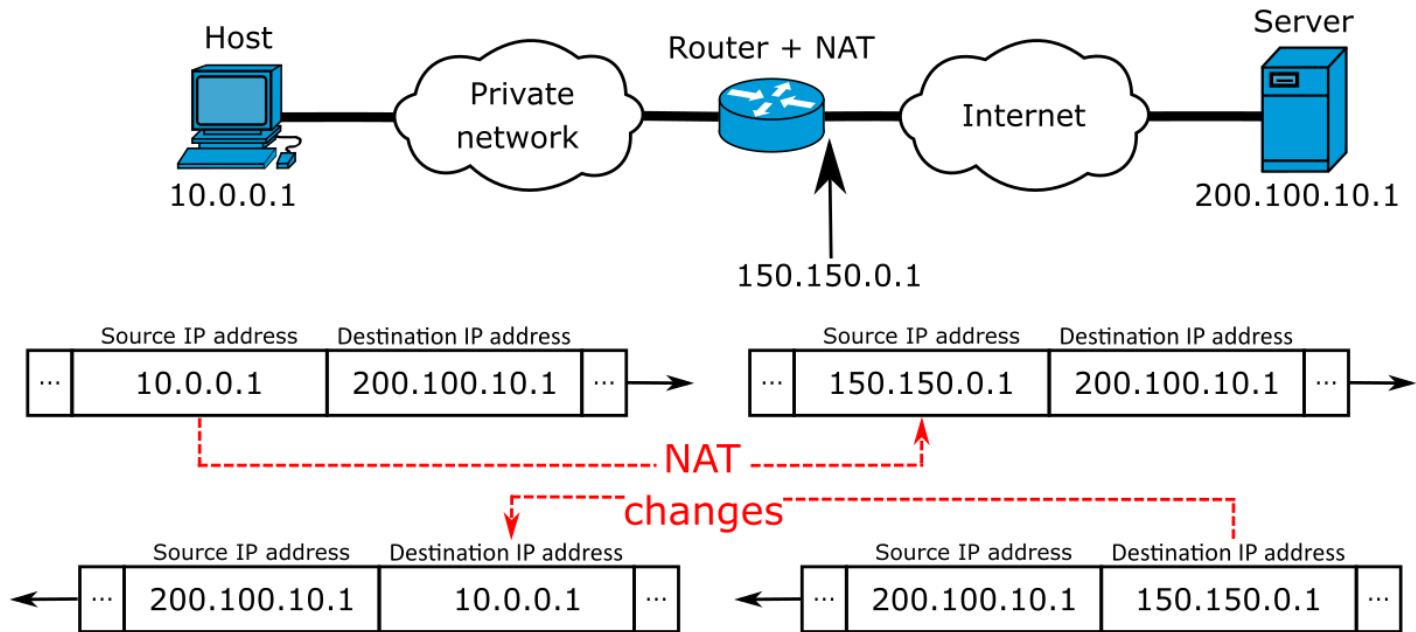 Host
Router + NAT
Server
Private
network
Internet
10.0.0.1
200.100.10.1
150.150.0.1
Source IP address Destination IP address
... 10.0.0.1 200.100.10.1 ...
Source IP address Destination IP address
... 150.150.0.1 200.100.10.1 ...
NAT
changes
Source IP address Destination IP address
... 200.100.10.1 10.0.0.1 ...
Source IP address Destination IP address
... 200.100.10.1 150.150.0.1 ...